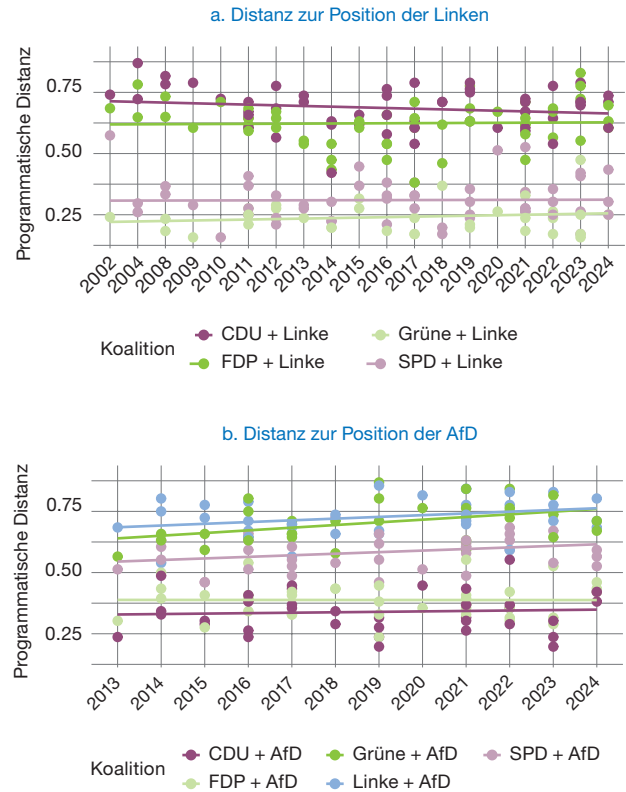 a. Distanz zur Position der Linken
Programmatische Distanz
0.75
0.50
0.25
2002 2004 2008 2009 2010 2011 2012 2013 2014 2015 2016 2017 2018 2019 2020 2021 2022 2023 2024
Koalition
CDU + Linke Grüne + Linke
FDP + Linke SPD + Linke
b. Distanz zur Position der AfD
Programmatische Distanz
0.75
0.50
0.25
2013 2014 2015 2016 2017 2018 2019 2020 2021 2022 2023 2024
Koalition
CDU + AfD Grüne + AfD SPD + AfD
FDP + AfD Linke + AfD